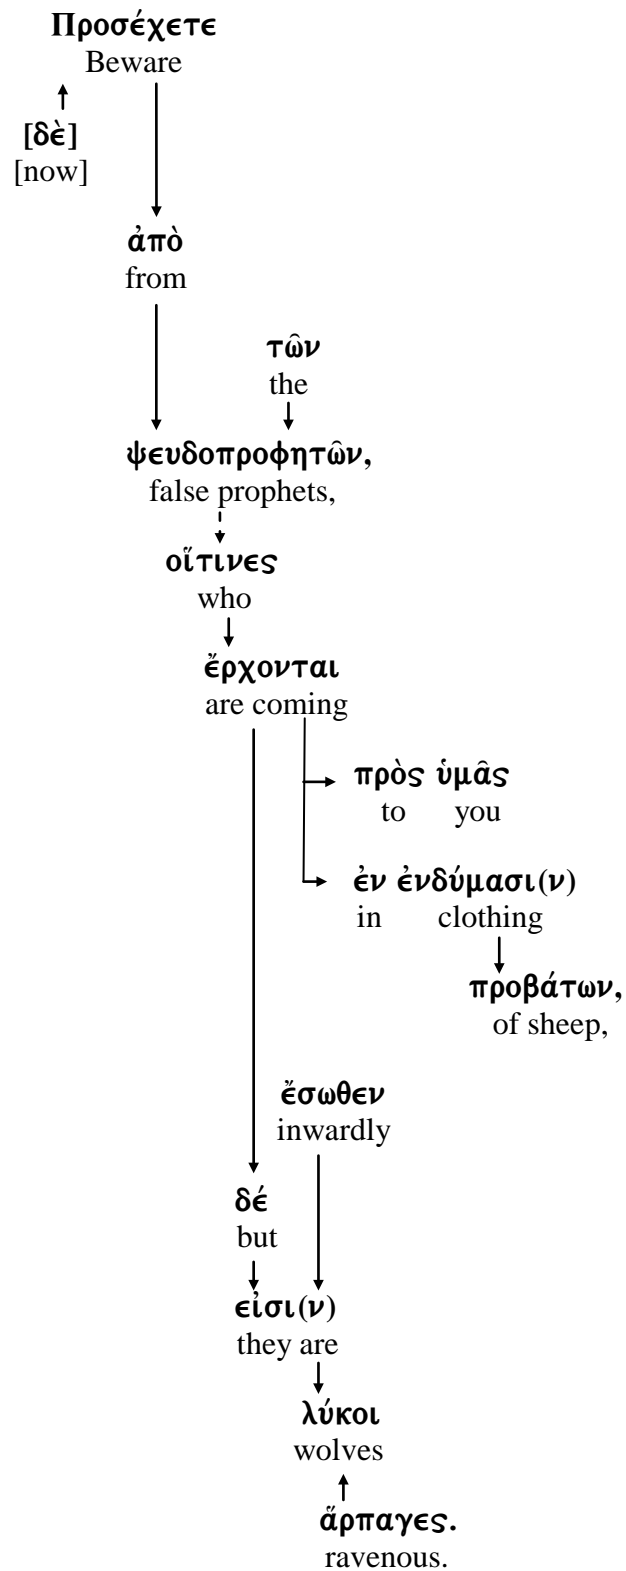 Προσέχετε
Beware
[δὲ]
[now]
ἀπὸ
from
τῶν
the
ψευδοπροφητῶν,
false prophets,
οἵτινες
who
ἔρχονται
are coming
πρὸς ὑμᾶς
to you
ἐν ἐνδύμασι(ν)
in clothing
προβάτων,
of sheep,
ἔσωθεν
inwardly
δέ
but
εἰσι(ν)
they are
λύκοι
wolves
ἅρπαγες.
ravenous.